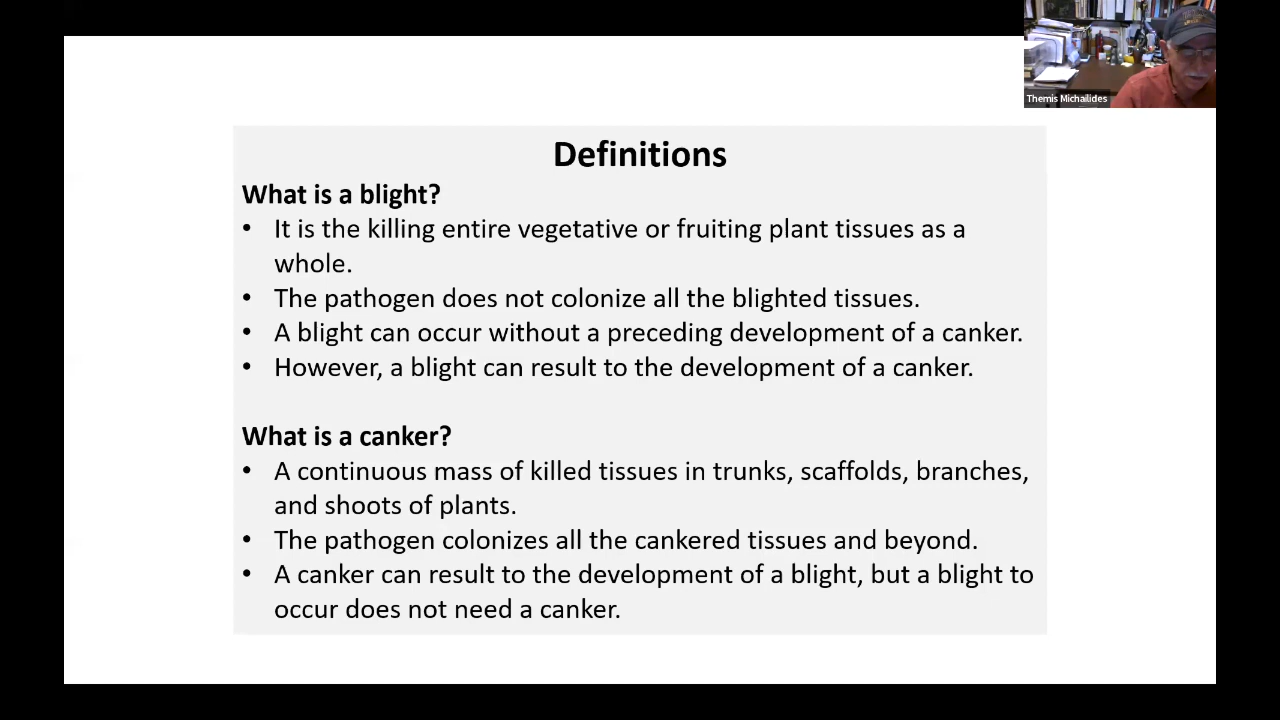 Themis Michailides
Definitions
What is a blight?
• It is the killing entire vegetative or fruiting plant tissues as a
whole.
• The pathogen does not colonize all the blighted tissues.
• A blight can occur without a preceding development of a canker.
• However, a blight can result to the development of a canker.
What is a canker?
• A continuous mass of killed tissues in trunks, scaffolds, branches,
and shoots of plants.
• The pathogen colonizes all the cankered tissues and beyond.
• A canker can result to the development of a blight, but a blight to
occur does not need a canker.